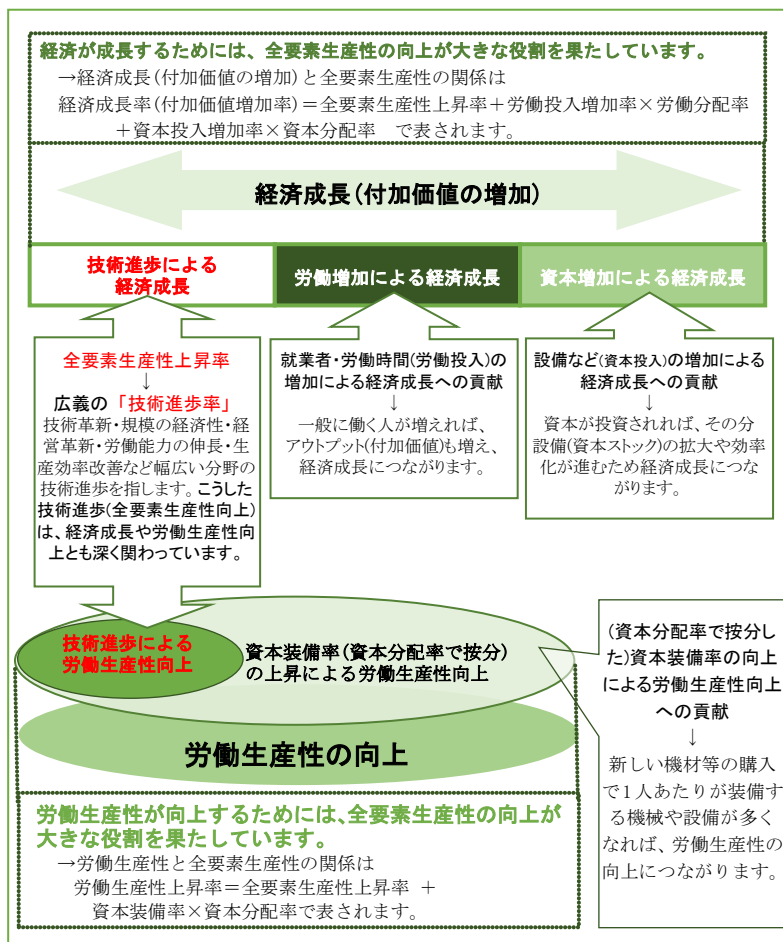 経済が成長するためには、全要素生産性の向上が大きな役割を果たしています。
→経済成長(付加価値の増加)と全要素生産性の関係は
経済成長率(付加価値増加率)＝全要素生産性上昇率＋労働投入増加率×労働分配率
＋資本投入増加率×資本分配率　で表されます。
経済成長(付加価値の増加)
技術進歩による
経済成長
労働増加による経済成長
資本増加による経済成長
全要素生産性上昇率
↓
広義の「技術進歩率」
技術革新・規模の経済性・経
営革新・労働能力の伸長・生
産効率改善など幅広い分野の
技術進歩を指します。こうした
技術進歩(全要素生産性向上)
は、経済成長や労働生産性向
上とも深く関わっています。
就業者・労働時間(労働投入)の
増加による経済成長への貢献
↓
一般に働く人が増えれば、
アウトプット(付加価値)も増え、
経済成長につながります。
設備など(資本投入)の増加による
経済成長への貢献
↓
資本が投資されれば、その分
設備(資本ストック)の拡大や効率
化が進むため経済成長につな
がります。
技術進歩による
労働生産性向上
資本装備率(資本分配率で按分)
の上昇による労働生産性向上
労働生産性の向上
(資本分配率で按分し
た)資本装備率の向上
による労働生産性向上
への貢献
↓
新しい機材等の購入
で1人あたりが装備す
る機械や設備が多く
なれば、労働生産性の
向上につながります。
労働生産性が向上するためには、全要素生産性の向上が
大きな役割を果たしています。
→労働生産性と全要素生産性の関係は
労働生産性上昇率＝全要素生産性上昇率　＋
資本装備率×資本分配率で表されます。